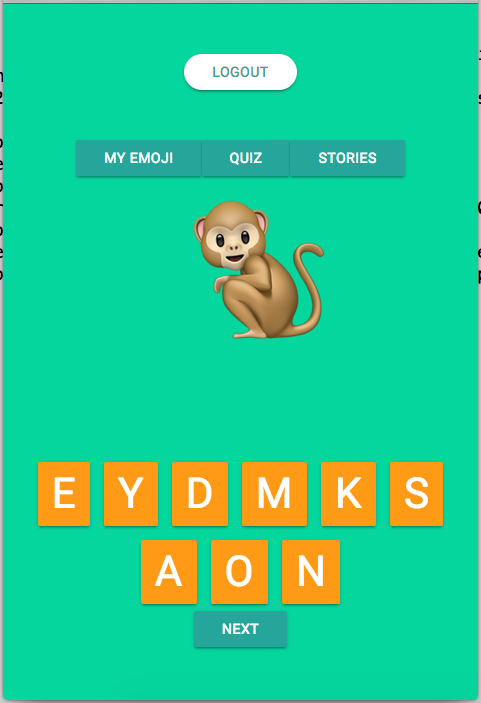 LOGOUT
MY EMOJI QUIZ STORIES
E Y D M K S
A O N
NEXT